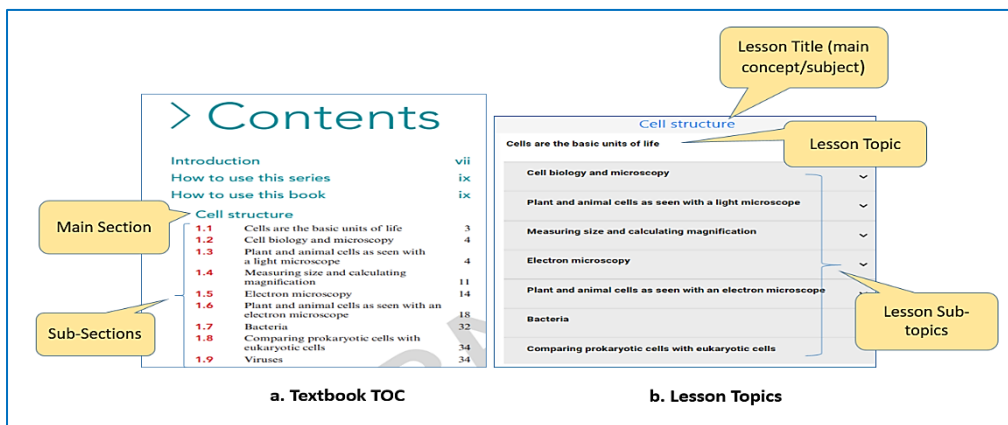 Lesson Title (main
concept/subject)
> Contents
Introduction vii
How to use this series ix
How to use this book ix
Cell structure
1.1 Cells are the basic units of life 3
1.2 Cell biology and microscopy 4
1.3 Plant and animal cells as seen with
a light microscope 4
1.4 Measuring size and calculating
magnification 11
1.5 Electron microscopy 14
1.6 Plant and animal cells as seen with an
electron microscope 18
1.7 Bacteria 32
1.8 Comparing prokaryotic cells with
eukaryotic cells 34
1.9 Viruses 34
Main Section
Sub-Sections
a. Textbook TOC
Cell structure
Cells are the basic units of life
Lesson Topic
Cell biology and microscopy
Plant and animal cells as seen with a light microscope
Measuring size and calculating magnification
Electron microscopy
Plant and animal cells as seen with an electron microscope
Bacteria
Comparing prokaryotic cells with eukaryotic cells
Lesson Sub-
topics
b. Lesson Topics